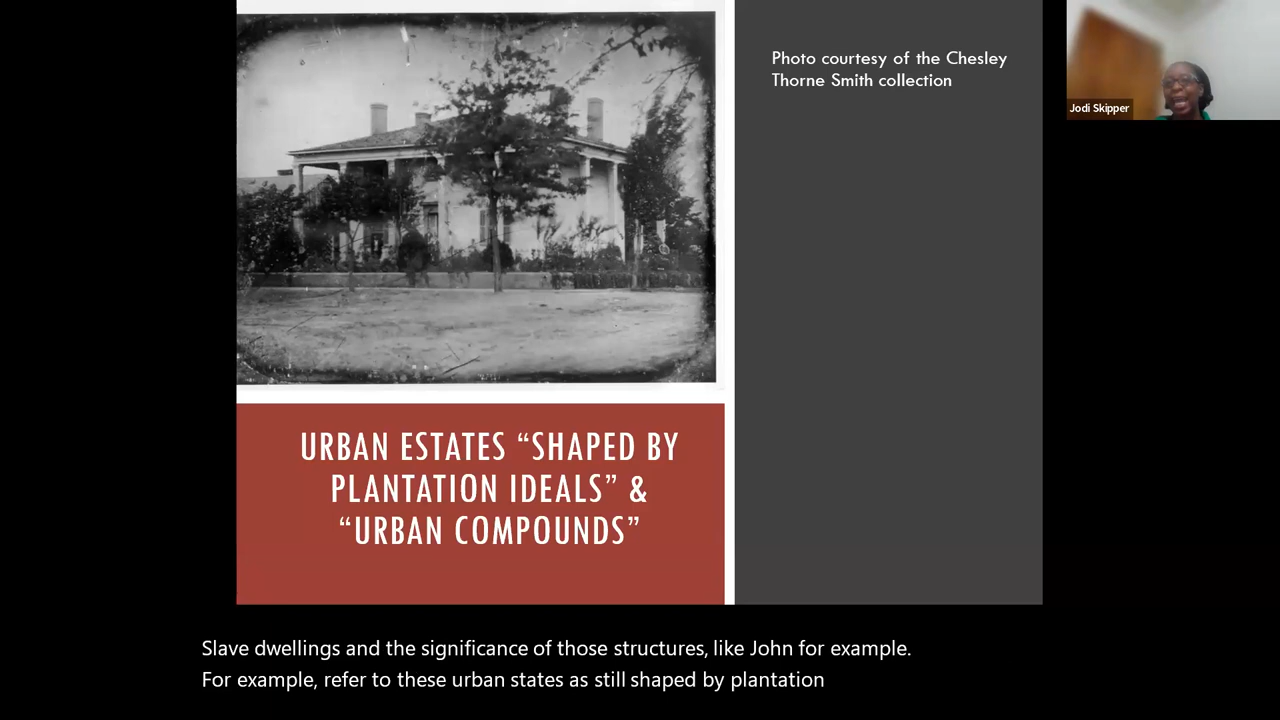 Photo courtesy of the Chesley
Thorne Smith collection
Jodi Skipper
URBAN ESTATES “SHAPED BY
PLANTATION IDEALS” &
“URBAN COMPOUNDS”
Slave dwellings and the significance of those structures, like John for example.
For example, refer to these urban states as still shaped by plantation